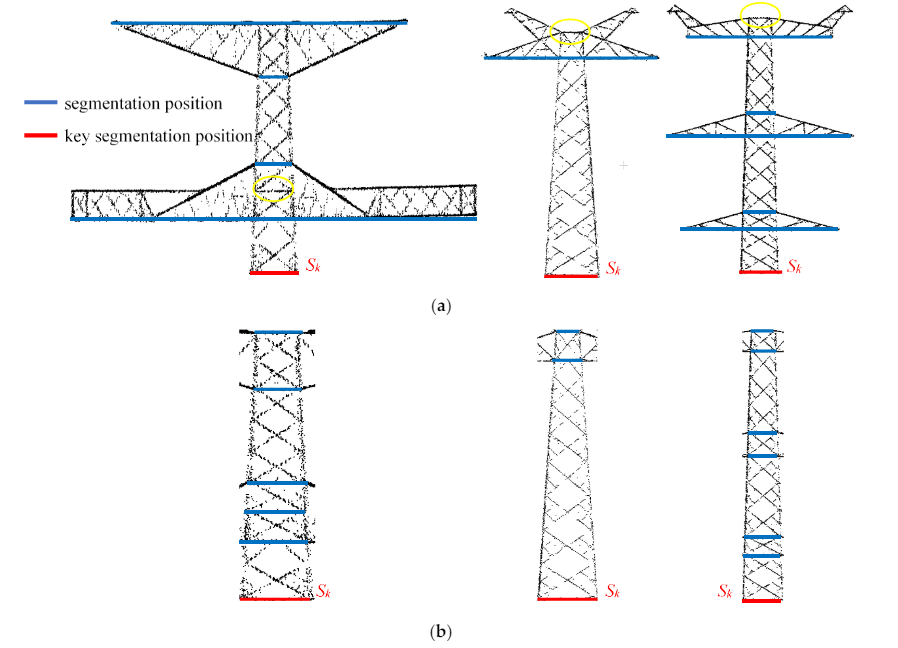 segmentation position
key segmentation position
Sk
Sk
Sk
(a)
Sk
Sk
Sk
(b)